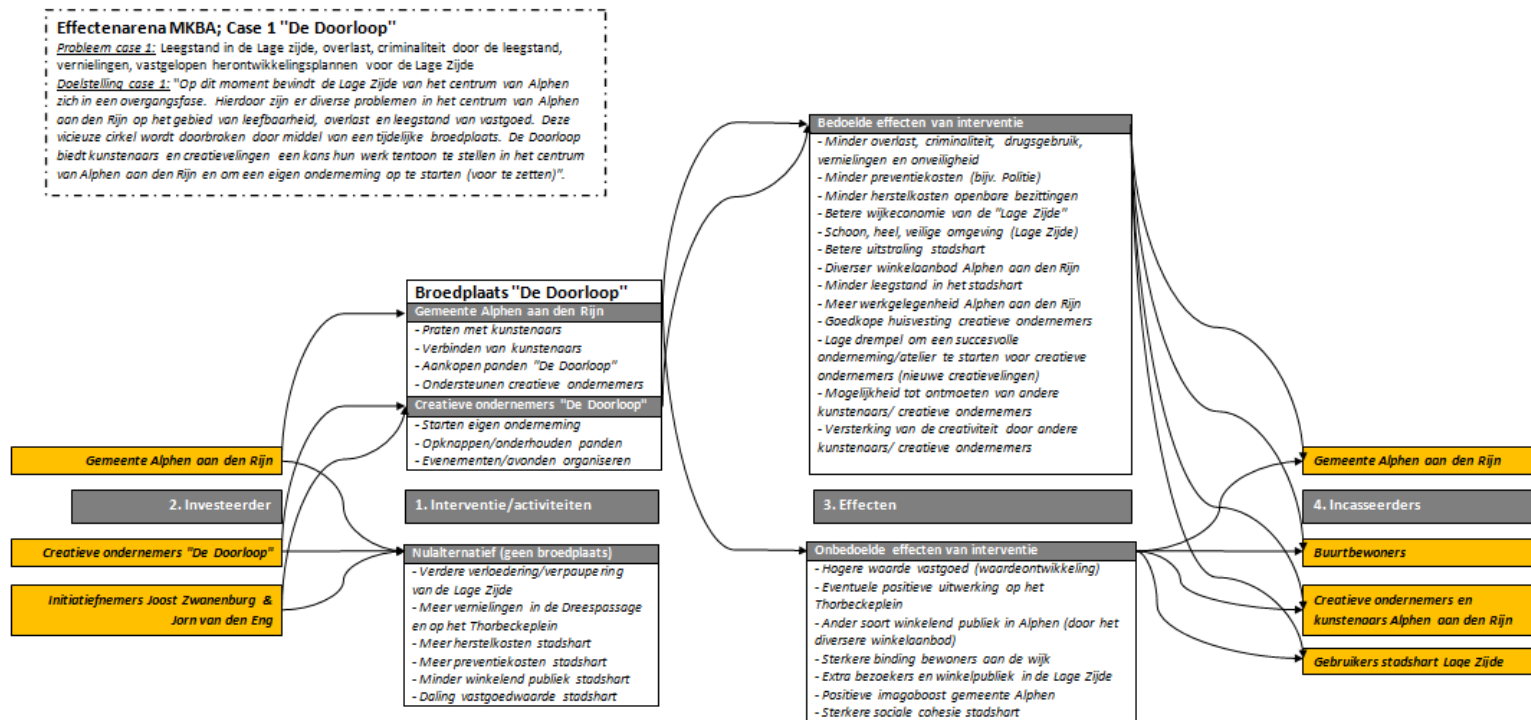 Effectenarena MKBA; Case 1 "De Doorloop"
Probleem case 1: Leegstand in de Lage zijde, overlast, criminaliteit door de leegstand,
vernielingen, vastgelopen herontwikkelingsplannen voor de Lage Zijde
Doelstelling case 1: "Op dit moment bevindt de Lage Zijde van het centrum van Alphen
zich in een overgangsfase. Hierdoor zijn er diverse problemen in het centrum van Alphen
aan den Rijn op het gebied van leefbaarheid, overlast en leegstand van vastgoed. Deze
vicieuze cirkel wordt doorbroken door middel van een tijdelijke broedplaats. De Doorloop
biedt kunstenaars en creatievelingen een kans hun werk tentoon te stellen in het centrum
van Alphen aan den Rijn en om een eigen onderneming op te starten (voor te zetten)".
Gemeente Alphen aan den Rijn
2. Investeerder
Creatieve ondernemers "De Doorloop"
Initiatiefnemers Joost Zwanenburg &
Jorn van den Eng
Broedplaats "De Doorloop"
Gemeente Alphen aan den Rijn
- Praten met kunstenaars
- Verbinden van kunstenaars
- Aankopen panden "De Doorloop"
- Ondersteunen creatieve ondernemers
Creatieve ondernemers "De Doorloop"
- Starten eigen onderneming
- Opknappen/onderhouden panden
- Evenementen/avonden organiseren
1. Interventie/activiteiten
Nulalternatief (geen broedplaats)
- Verdere verloedering/verpaupering
van de Lage Zijde
- Meer vernielingen in de Dreespassage
en op het Thorbeckeplein
- Meer herstelkosten stadshart
- Meer preventiekosten stadshart
- Minder winkelend publiek stadshart
- Daling vastgoedwaarde stadshart
Bedoelde effecten van interventie
- Minder overlast, criminaliteit, drugsgebruik,
vernielingen en onveiligheid
- Minder preventiekosten (bijv. Politie)
- Minder herstelkosten openbare bezittingen
- Betere wijkeconomie van de "Lage Zijde"
- Schoon, heel, veilige omgeving (Lage Zijde)
- Betere uitstraling stadshart
- Diverser winkelaanbod Alphen aan den Rijn
- Minder leegstand in het stadshart
- Meer werkgelegenheid Alphen aan den Rijn
- Goedkope huisvesting creatieve ondernemers
- Lage drempel om een succesvolle
onderneming/atelier te starten voor creatieve
ondernemers (nieuwe creatievelingen)
- Mogelijkheid tot ontmoeten van andere
kunstenaars/ creatieve ondernemers
- Versterking van de creativiteit door andere
kunstenaars/ creatieve ondernemers
3. Effecten
Onbedoelde effecten van interventie
- Hogere waarde vastgoed (waardeontwikkeling)
- Eventuele positieve uitwerking op het
Thorbeckeplein
- Ander soort winkelend publiek in Alphen (door het
diversere winkelaanbod)
- Sterkere binding bewoners aan de wijk
- Extra bezoekers en winkelpubliek in de Lage Zijde
- Positieve imagoboost gemeente Alphen
- Sterkere sociale cohesie stadshart
Gemeente Alphen aan den Rijn
4. Incasseerders
Buurtbewoners
Creatieve ondernemers en
kunstenaars Alphen aan den Rijn
Gebruikers stadshart Lage Zijde